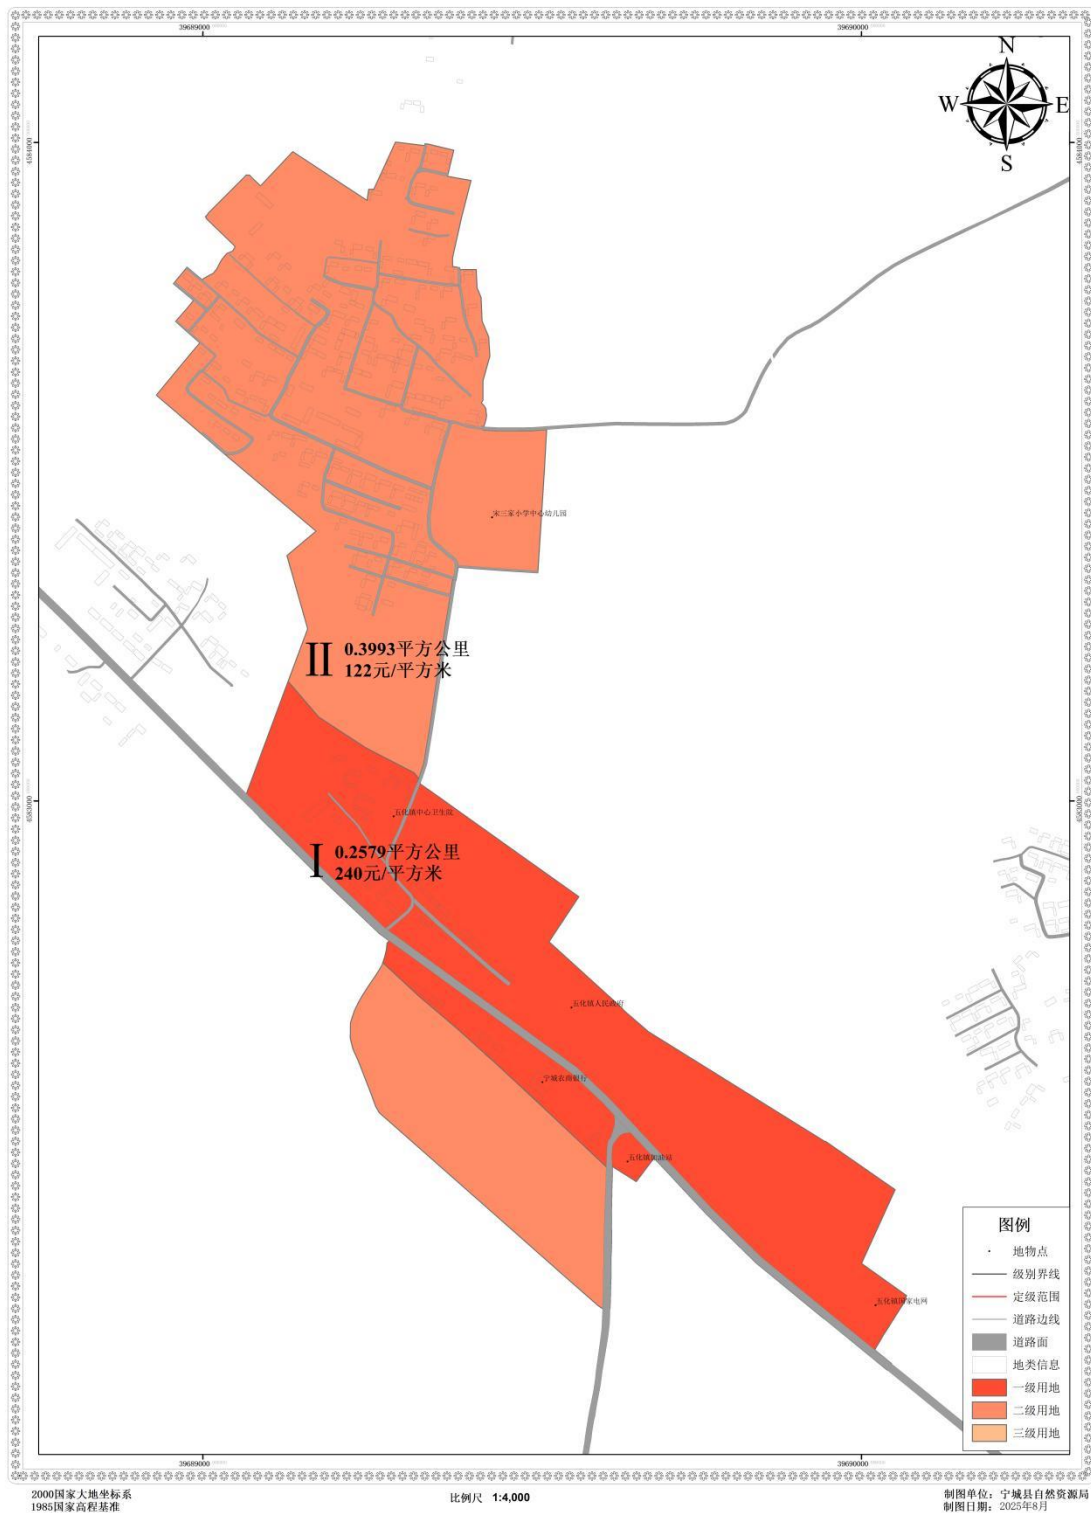 39689000
39690000
N
W
E
S
4584000
4584000
宋三家小学中心幼儿园
II
0.3993平方公里
122元/平方米
4583000
4583000
五化镇中心卫生院
I
0.2579平方公里
240元/平方米
五化镇人民政府
宁城农商银行
五化镇加油站
五化镇国家电网
图例
地物点
级别界线
定级范围
道路边线
道路面
地类信息
一级用地
二级用地
三级用地
39689000
39690000
2000国家大地坐标系
1985国家高程基准
比例尺 1:4,000
制图单位：宁城县自然资源局
制图日期：2025年8月